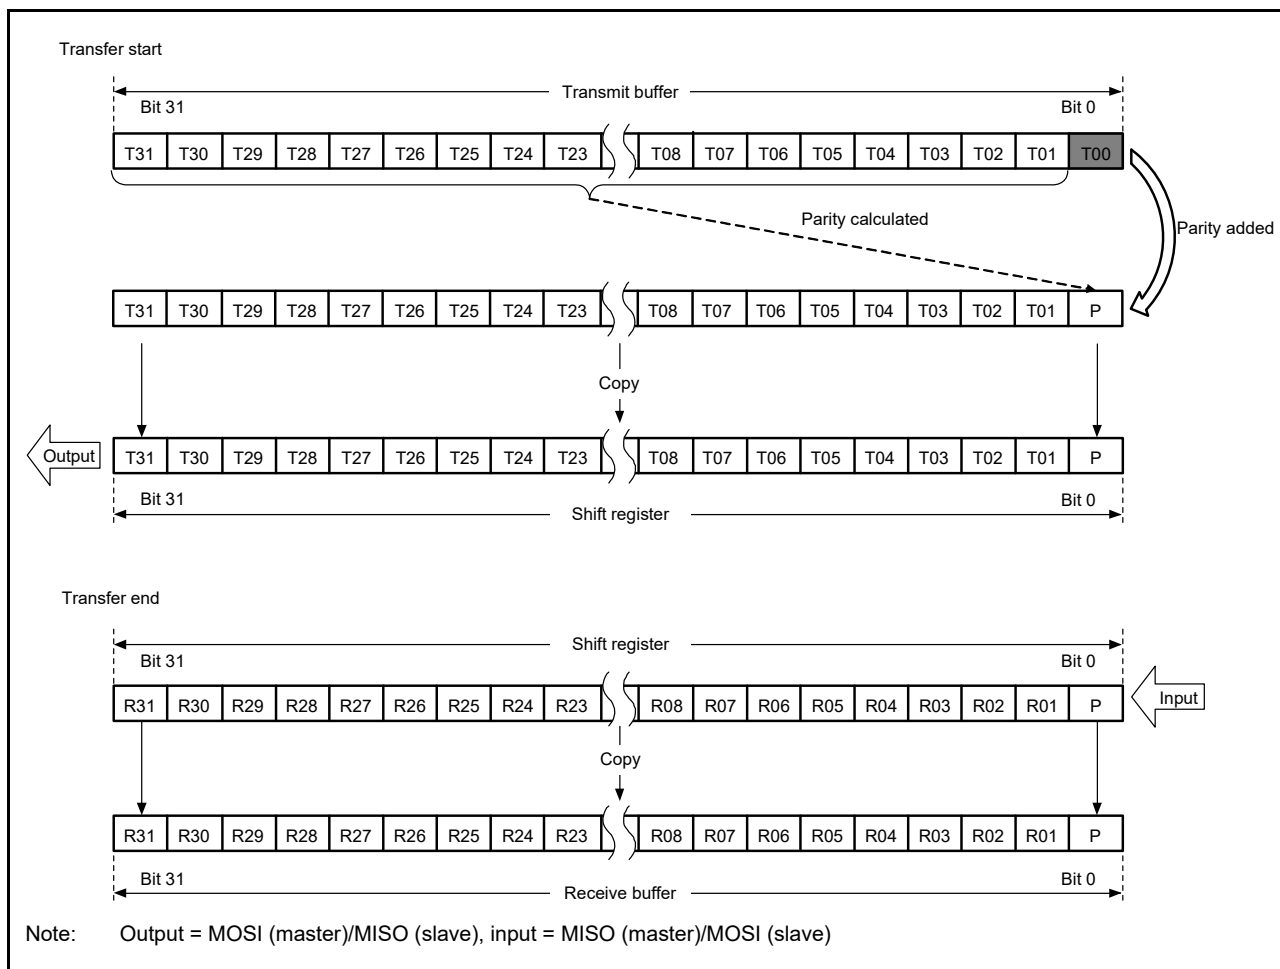 Transfer start
Transmit buffer
Bit 31 Bit 0
T31 T30 T29 T28 T27 T26 T25 T24 T23 T08 T07 T06 T05 T04 T03 T02 T01 T00
Parity calculated
Parity added
T31 T30 T29 T28 T27 T26 T25 T24 T23 T08 T07 T06 T05 T04 T03 T02 T01 P
Copy
Output
T31 T30 T29 T28 T27 T26 T25 T24 T23 T08 T07 T06 T05 T04 T03 T02 T01 P
Bit 31 Bit 0
Shift register
Transfer end
Shift register
Bit 31 Bit 0
R31 R30 R29 R28 R27 R26 R25 R24 R23 R08 R07 R06 R05 R04 R03 R02 R01 P
Input
Copy
R31 R30 R29 R28 R27 R26 R25 R24 R23 R08 R07 R06 R05 R04 R03 R02 R01 P
Bit 31 Bit 0
Receive buffer
Note: Output = MOSI (master)/MISO (slave), input = MISO (master)/MOSI (slave)